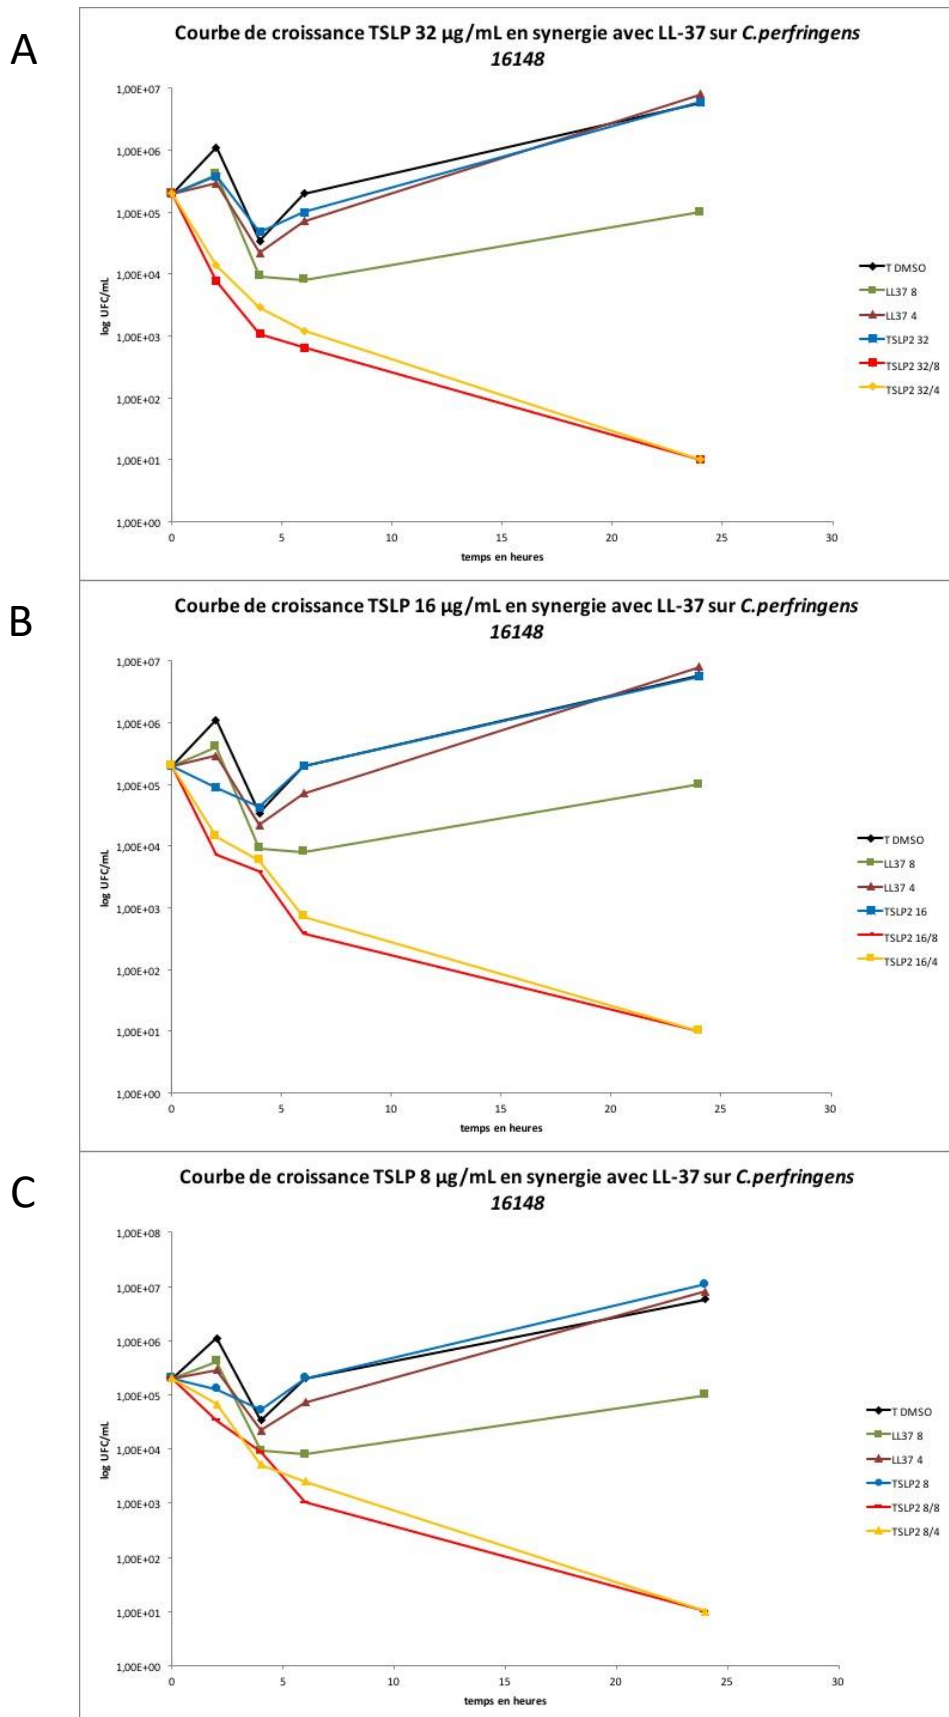 A
Courbe de croissance TSLP 32 µg/mL en synergie avec LL-37 sur C.perfringens
16148
1,00E+07
1,00E+06
1,00E+05
1,00E+04
1,00E+03
1,00E+02
1,00E+01
1,00E+00
log UFC/mL
0 5 10 15 20 25 30
temps en heures
T DMSO
LL37 8
LL37 4
TSLP2 32
TSLP2 32/8
TSLP2 32/4
B
Courbe de croissance TSLP 16 µg/mL en synergie avec LL-37 sur C.perfringens
16148
1,00E+07
1,00E+06
1,00E+05
1,00E+04
1,00E+03
1,00E+02
1,00E+01
1,00E+00
log UFC/mL
0 5 10 15 20 25 30
temps en heures
T DMSO
LL37 8
LL37 4
TSLP2 16
TSLP2 16/8
TSLP2 16/4
C
Courbe de croissance TSLP 8 µg/mL en synergie avec LL-37 sur C.perfringens
16148
1,00E+08
1,00E+07
1,00E+06
1,00E+05
1,00E+04
1,00E+03
1,00E+02
1,00E+01
1,00E+00
log UFC/mL
0 5 10 15 20 25 30
temps en heures
T DMSO
LL37 8
LL37 4
TSLP2 8
TSLP2 8/8
TSLP2 8/4